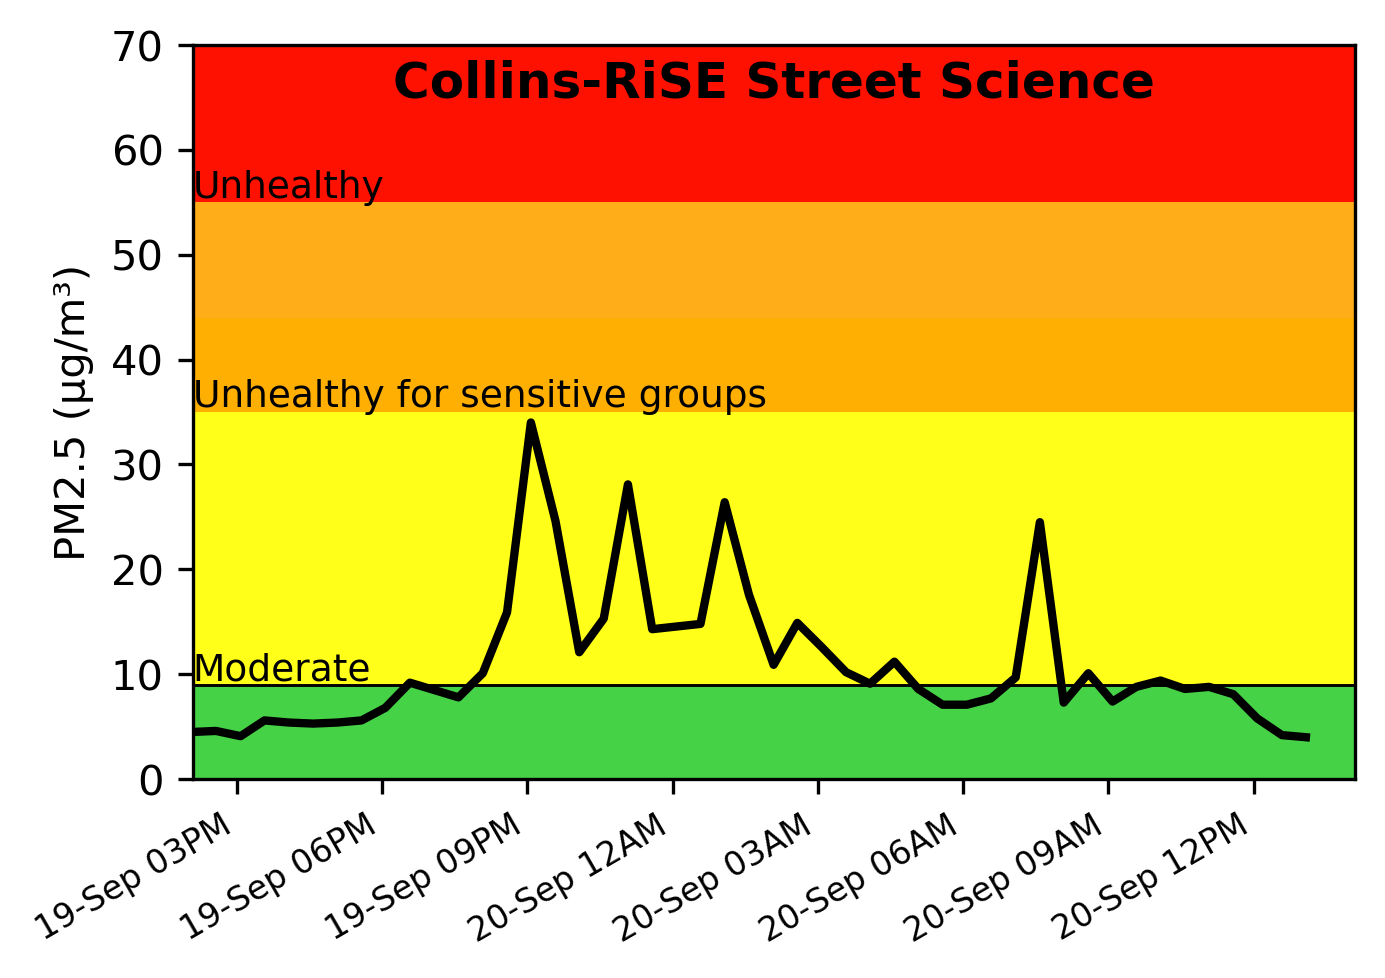 Collins-RiSE Street Science
70
60
Unhealthy
50
40
Unhealthy for sensitive groups
30
20
Moderate
10
0
PM2.5 (µg/m³)
19-Sep 03PM
19-Sep 06PM
19-Sep 09PM
20-Sep 12AM
20-Sep 03AM
20-Sep 06AM
20-Sep 09AM
20-Sep 12PM